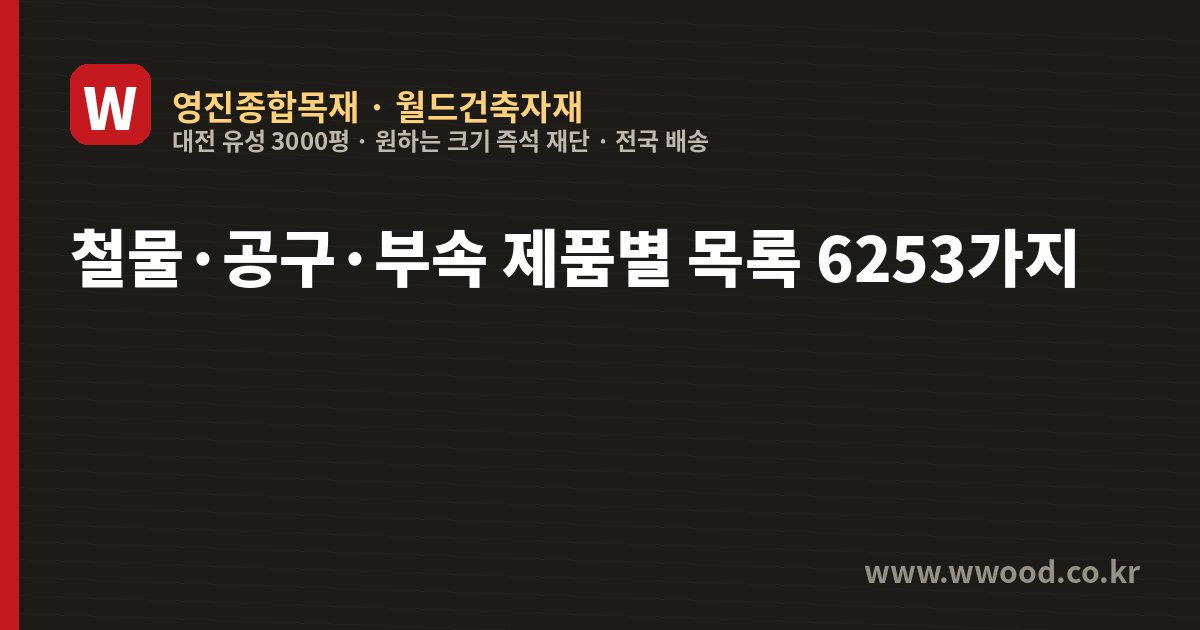 W
영진종합목재 · 월드건축자재
대전 유성 3000평 · 원하는 크기 즉석 재단 · 전국 배송
철물·공구·부속 제품별 목록 6253가지
www.wwood.co.kr